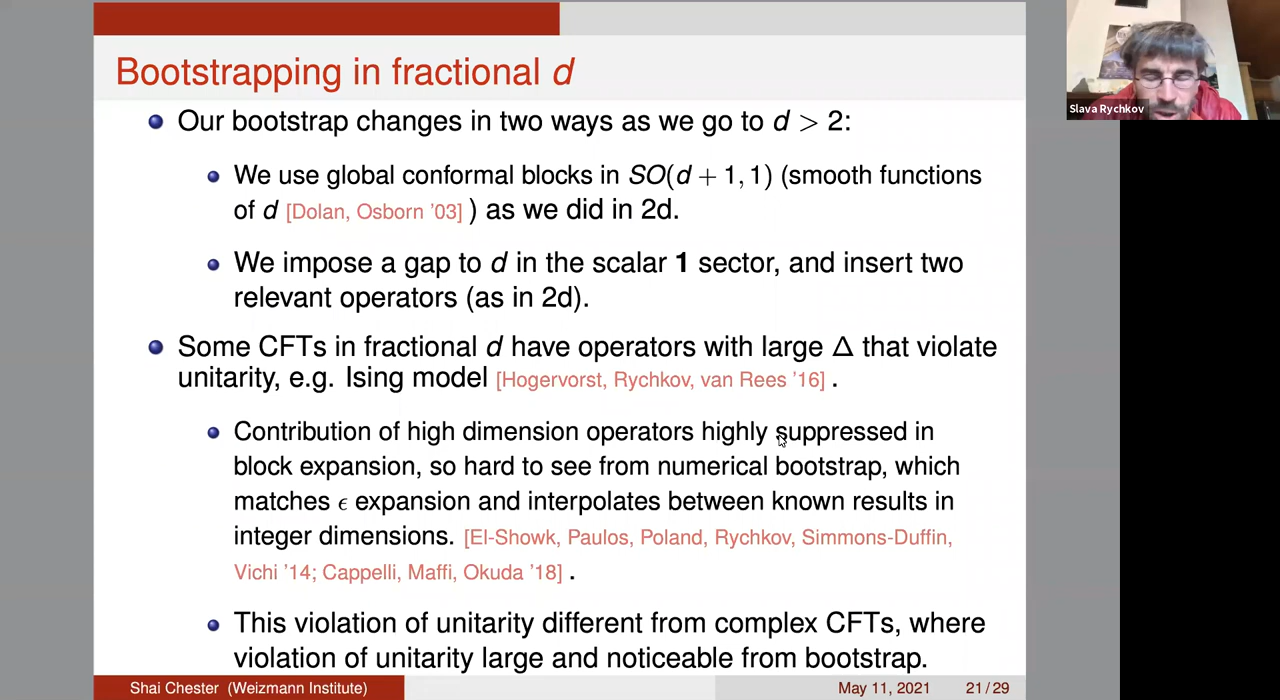 Bootstrapping in fractional d
Our bootstrap changes in two ways as we go to d > 2:
We use global conformal blocks in SO(d + 1, 1) (smooth functions
of d [Dolan, Osborn '03] ) as we did in 2d.
We impose a gap to d in the scalar 1 sector, and insert two
relevant operators (as in 2d).
Some CFTs in fractional d have operators with large Δ that violate
unitarity, e.g. Ising model [Hogervorst, Rychkov, van Rees '16] .
Contribution of high dimension operators highly suppressed in
block expansion, so hard to see from numerical bootstrap, which
matches ϵ expansion and interpolates between known results in
integer dimensions. [El-Showk, Paulos, Poland, Rychkov, Simmons-Duffin,
Vichi '14; Cappelli, Maffi, Okuda '18] .
This violation of unitarity different from complex CFTs, where
violation of unitarity large and noticeable from bootstrap.
Shai Chester (Weizmann Institute)
May 11, 2021
21 / 29
Slava Rychkov